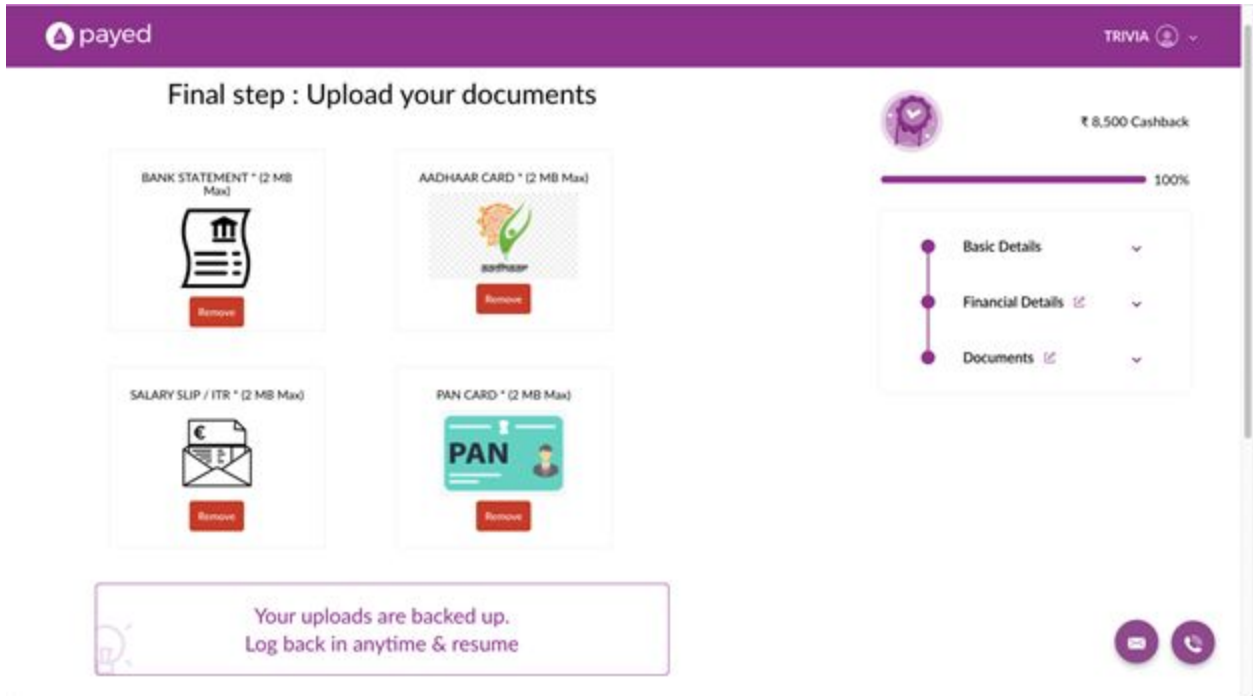 payed
TRIVIA
Final step : Upload your documents
₹ 8,500 Cashback
100%
BANK STATEMENT * (2 MB
Max)
Remove
AADHAAR CARD * (2 MB Max)
aadhaar
Remove
SALARY SLIP / ITR * (2 MB Max)
€
Remove
PAN CARD * (2 MB Max)
PAN
Remove
Basic Details
Financial Details
Documents
Your uploads are backed up.
Log back in anytime & resume